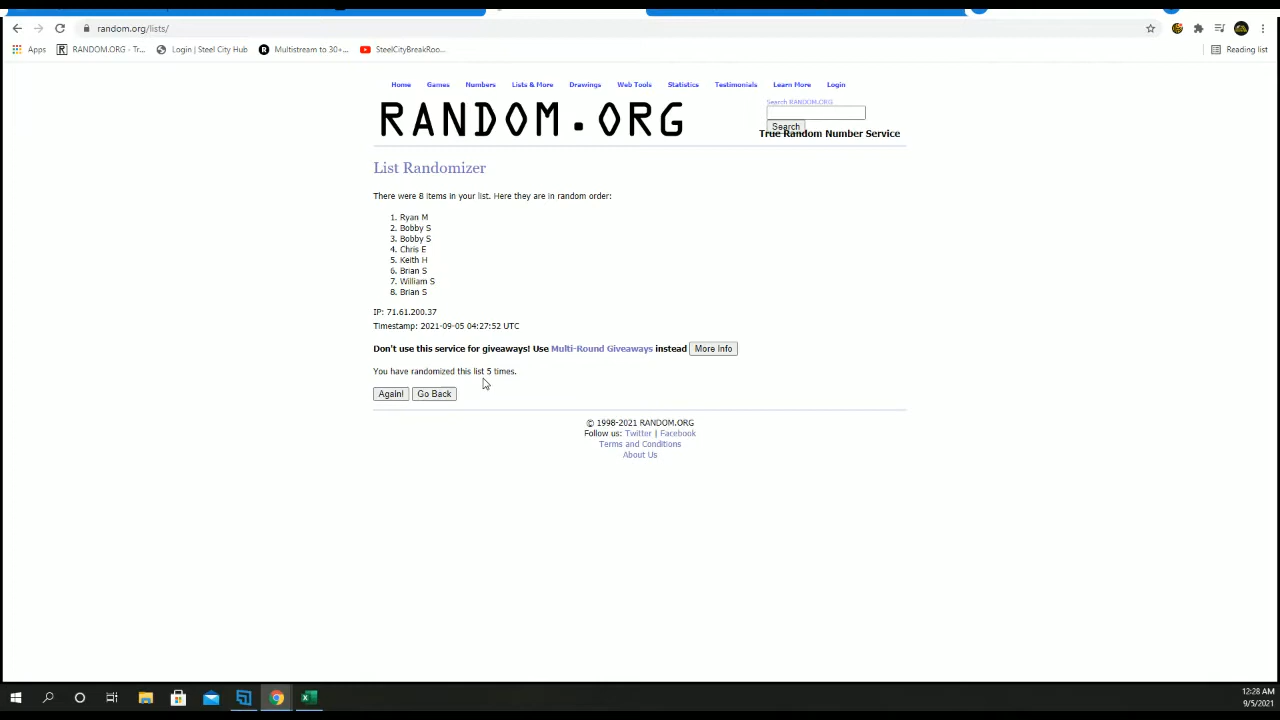 random.org/lists/
Reading list
Apps
RANDOM.ORG - Tr...
Login | Steel City Hub
Multistream to 30+...
SteelCityBreakRoo...
Home
Games
Numbers
Lists & More
Drawings
Web Tools
Statistics
Testimonials
Learn More
Login
RANDOM.ORG
Search RANDOM.ORG
Search
True Random Number Service
List Randomizer
There were 8 items in your list. Here they are in random order:
1. Ryan M
2. Bobby S
3. Bobby S
4. Chris E
5. Keith H
6. Brian S
7. William S
8. Brian S
IP: 71.61.200.37
Timestamp: 2021-09-05 04:27:52 UTC
Don't use this service for giveaways! Use Multi-Round Giveaways instead More Info
You have randomized this list 5 times.
Again! Go Back
© 1998-2021 RANDOM.ORG
Follow us: Twitter | Facebook
Terms and Conditions
About Us
12:28 AM
9/5/2021